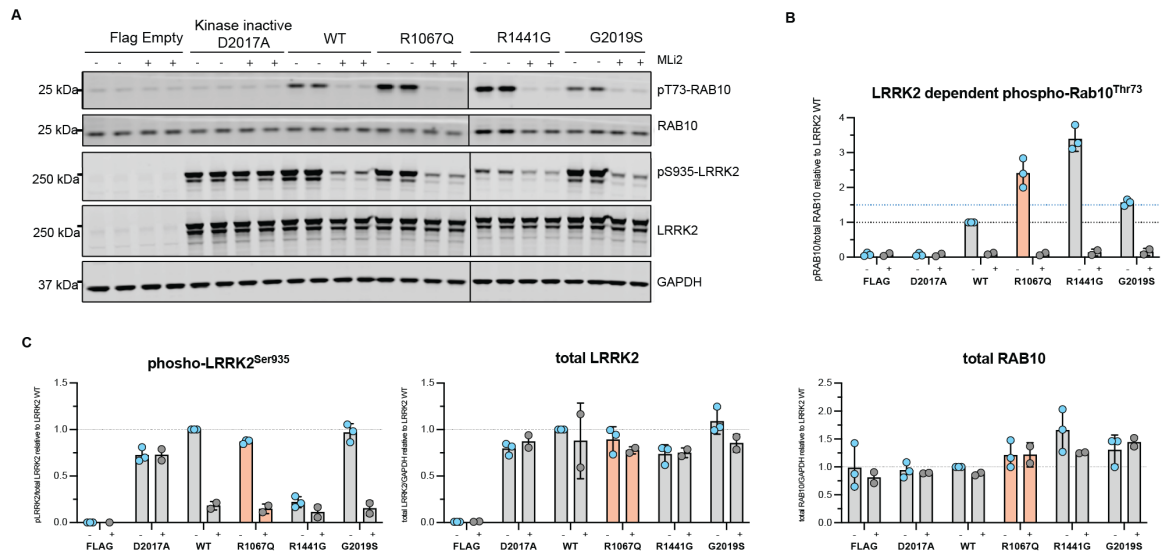 A
Flag Empty
Kinase inactive
D2017A
WT
R1067Q
R1441G
G2019S
- - + + - - + + - - + + - - + + - - + + - - + + MLi2
25 kDa pT73-RAB10
25 kDa RAB10
250 kDa pS935-LRRK2
250 kDa LRRK2
37 kDa GAPDH
B
LRRK2 dependent phospho-Rab10Thr73
pRAB10/total RAB10 relative to LRRK2 WT
4
3
2
1
0
- + - + - + - + - + - +
FLAG D2017A WT R1067Q R1441G G2019S
C
phosho-LRRK2Ser935
pLRRK2/total LRRK2 relative to LRRK2 WT
1.5
1.0
0.5
0.0
- + - + - + - + - + - +
FLAG D2017A WT R1067Q R1441G G2019S
total LRRK2
total LRRK2/GAPDH relative to LRRK2 WT
1.5
1.0
0.5
0.0
- + - + - + - + - + - +
FLAG D2017A WT R1067Q R1441G G2019S
total RAB10
total RAB10/GAPDH relative to LRRK2 WT
2.5
2.0
1.5
1.0
0.5
0.0
- + - + - + - + - + - +
FLAG D2017A WT R1067Q R1441G G2019S